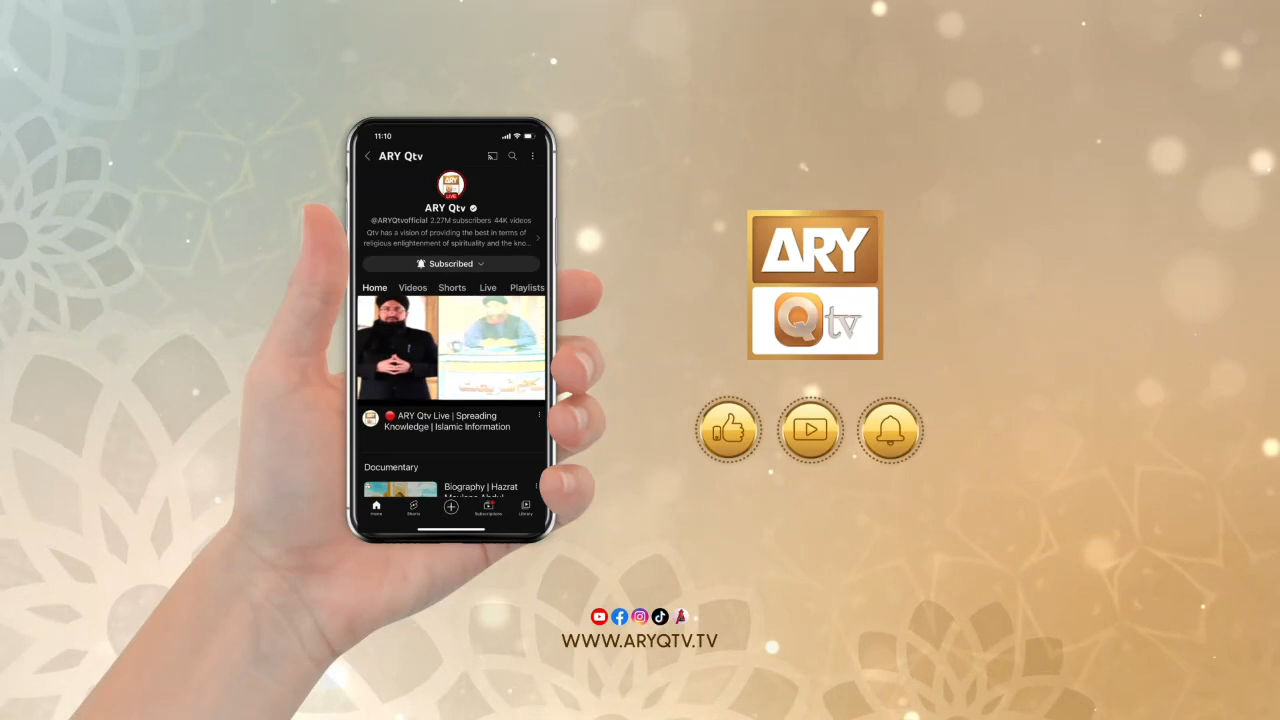 11:10
ARY Qtv
ARY
LIVE
ARY Qtv
@ARYQtvofficial 2.27M subscribers 44K videos
Qtv has a vision of providing the best in terms of
religious enlightenment of spirituality and the kno...
Subscribed
Home Videos Shorts Live Playlists
ARY Qtv Live | Spreading
Knowledge | Islamic Information
Documentary
Biography | Hazrat
Home Shorts Subscriptions Library
ARY
Qtv
WWW.ARYQTV.TV